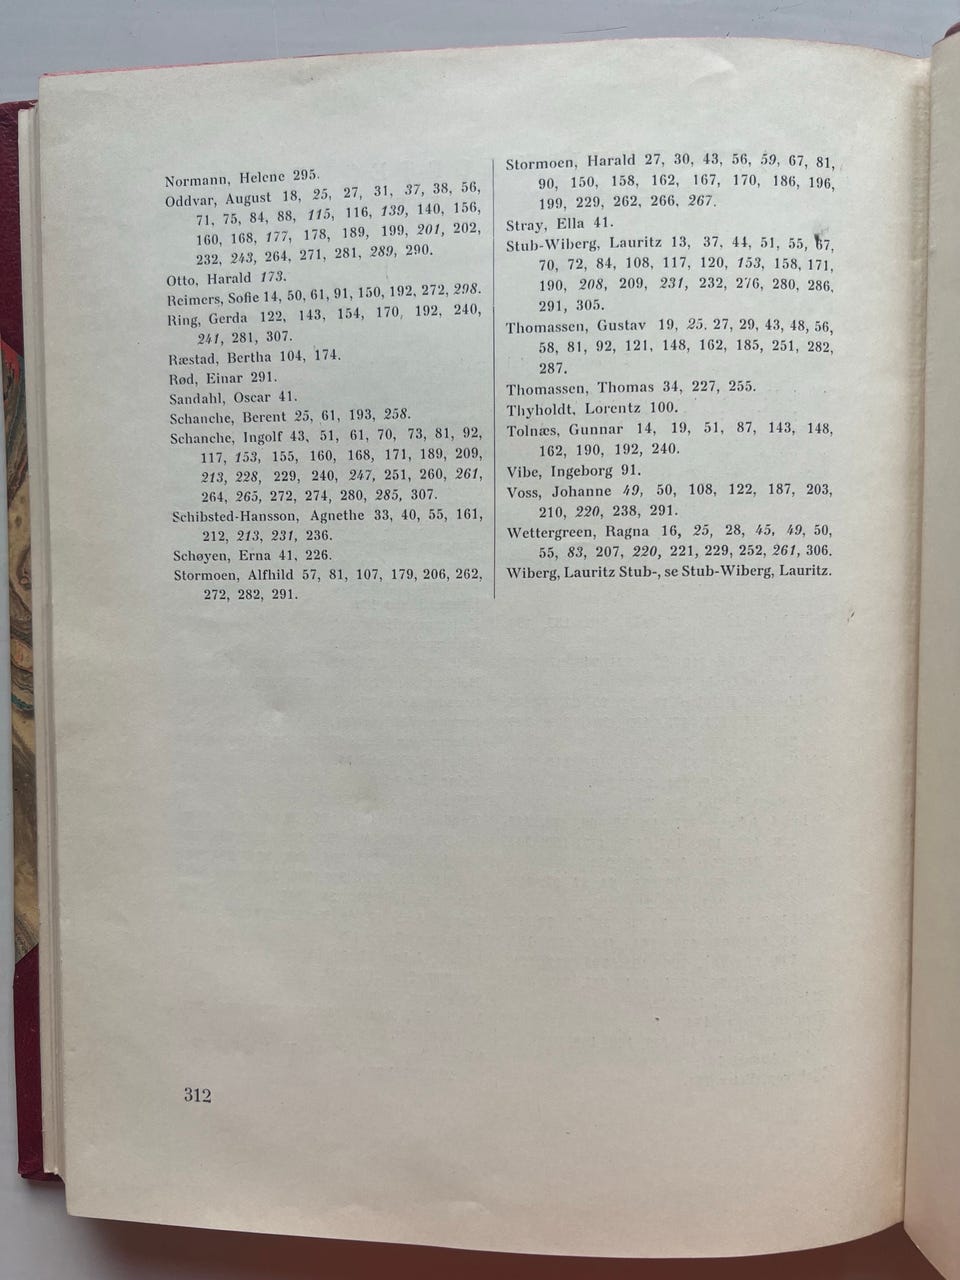 Normann, Helene 295.
Oddvar, August 18, 25, 27, 31, 37, 38, 56,
71, 75, 84, 88, 115, 116, 139, 140, 156,
160, 168, 177, 178, 189, 199, 201, 202,
232, 243, 264, 271, 281, 289, 290.
Otto, Harald 173.
Reimers, Sofie 14, 50, 61, 91, 150, 192, 272, 298.
Ring, Gerda 122, 143, 154, 170, 192, 240,
241, 281, 307.
Ræstad, Bertha 104, 174.
Rød, Einar 291.
Sandahl, Oscar 41.
Schanche, Berent 25, 61, 193, 258.
Schanche, Ingolf 43, 51, 61, 70, 73, 81, 92,
117, 153, 155, 160, 168, 171, 189, 209,
213, 228, 229, 240, 247, 251, 260, 261,
264, 265, 272, 274, 280, 285, 307.
Schibsted-Hansson, Agnethe 33, 40, 55, 161,
212, 213, 231, 236.
Schøyen, Erna 41, 226.
Stormoen, Alfhild 57, 81, 107, 179, 206, 262,
272, 282, 291.
Stormoen, Harald 27, 30, 43, 56, 59, 67, 81,
90, 150, 158, 162, 167, 170, 186, 196,
199, 229, 262, 266, 267.
Stray, Ella 41.
Stub-Wiberg, Lauritz 13, 37, 44, 51, 55, 67,
70, 72, 84, 108, 117, 120, 153, 158, 171,
190, 208, 209, 231, 232, 276, 280, 286,
291, 305.
Thomassen, Gustav 19, 25. 27, 29, 43, 48, 56,
58, 81, 92, 121, 148, 162, 185, 251, 282,
287.
Thomassen, Thomas 34, 227, 255.
Thyholdt, Lorentz 100.
Tolnæs, Gunnar 14, 19, 51, 87, 143, 148,
162, 190, 192, 240.
Vibe, Ingeborg 91.
Voss, Johanne 49, 50, 108, 122, 187, 203,
210, 220, 238, 291.
Wettergreen, Ragna 16, 25, 28, 45, 49, 50,
55, 83, 207, 220, 221, 229, 252, 261, 306.
Wiberg, Lauritz Stub-, se Stub-Wiberg, Lauritz.
312